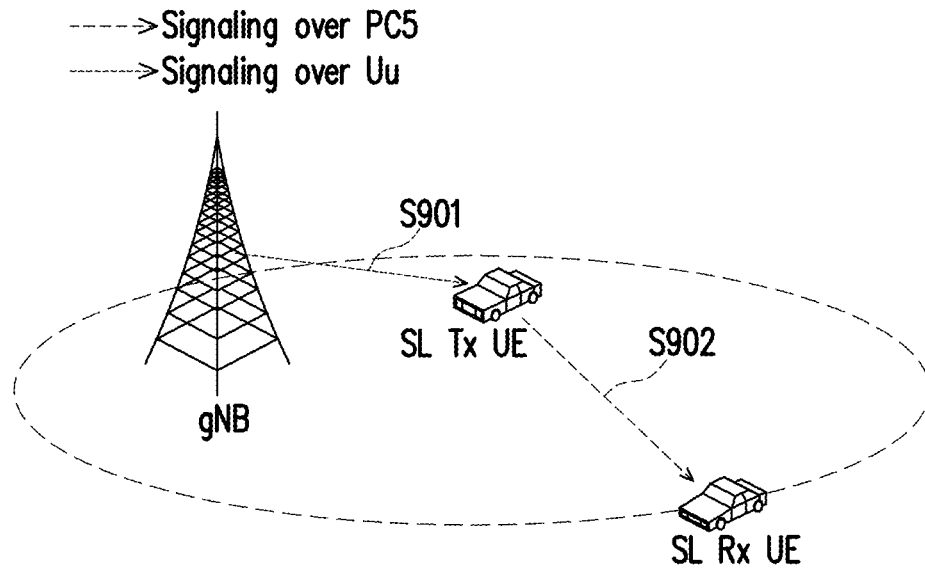 Signaling over PC5
Signaling over Uu
S901
SL Tx UE
S902
gNB
SL Rx UE